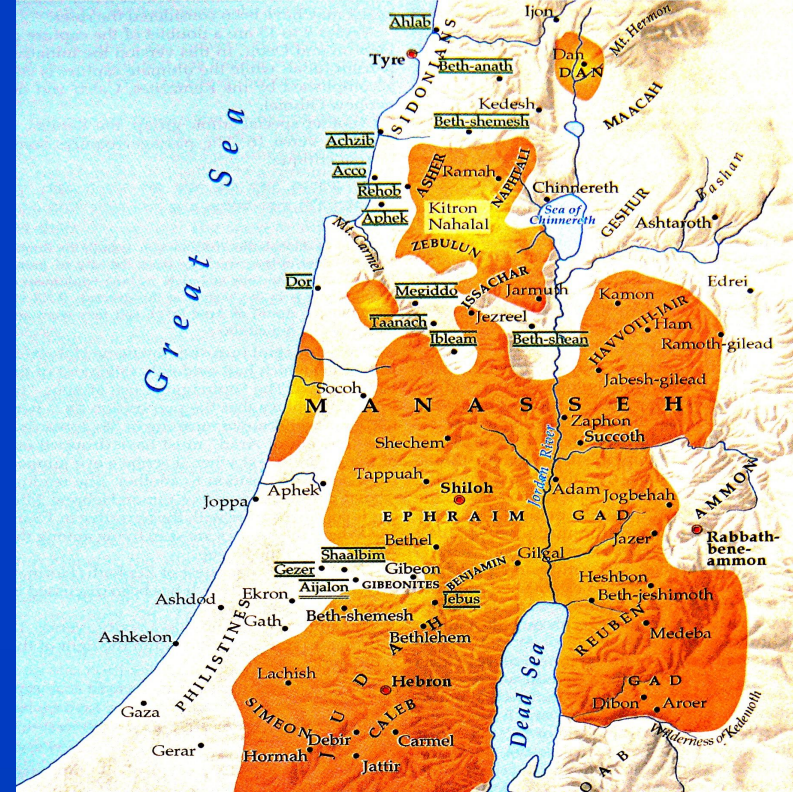 Ijon
Ahlab
Mt. Hermon
Dan
DAN
Tyre
Beth-anath
SIDONIANS
Kedesh
MAACAH
Beth-shemesh
Achzib
Great Sea
Acco
ASHER
Ramah
NAPHTALI
Bashan
Rehob
Chinnereth
Kitron
Nahalal
Sea of
Chinnereth
GESHUR
Ashtaroth
Aphek
Mt. Carmel
ZEBULUN
Dor
ISSACHAR
Edrei
Megiddo
Jarmuth
Kamon
Taanach
Jezreel
HAVVOTH-JAIR
Ham
Ibleam
Beth-shean
Ramoth-gilead
Jabesh-gilead
Socoh
MANASSEH
Zaphon
Succoth
Shechem
Jordan River
Tappuah
Shiloh
Adam
Jogbehah
AMMON
Joppa
Aphek
EPHRAIM
GAD
Bethel
Jazer
Rabbath-
bene-
ammon
Shaalbim
Gilgal
Gezer
Gibeon
BENJAMIN
Aijalon
GIBEONITES
Heshbon
Ekron
Jebus
Beth-jeshimoth
Ashdod
Beth-shemesh
Gath
REUBEN
Ashkelon
Bethlehem
Medeba
PHILISTINES
JUDAH
Dead Sea
Lachish
Hebron
GAD
SIMEON
CALEB
Dibon
Aroer
Gaza
Debir
Carmel
Wilderness of Kedemoth
Gerar
Hormah
Jattir
OAB